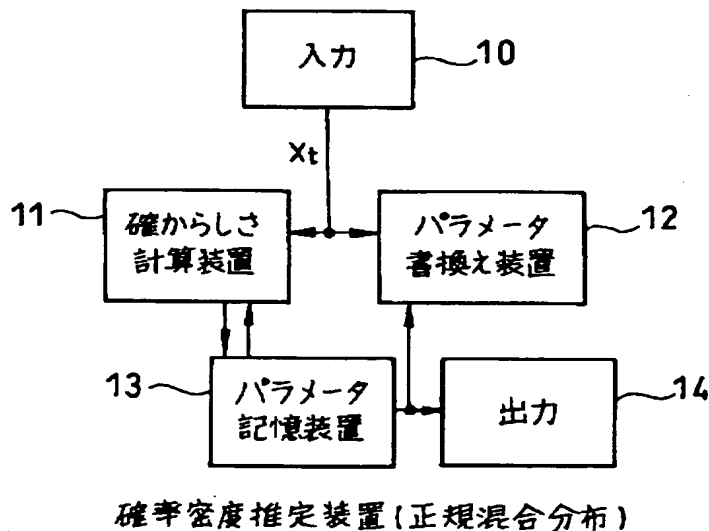 入力
10
Xt
11
確からしさ
計算装置
パラメータ
書換え装置
12
13
パラメータ
記憶装置
出力
14
確率密度推定装置(正規混合分布)